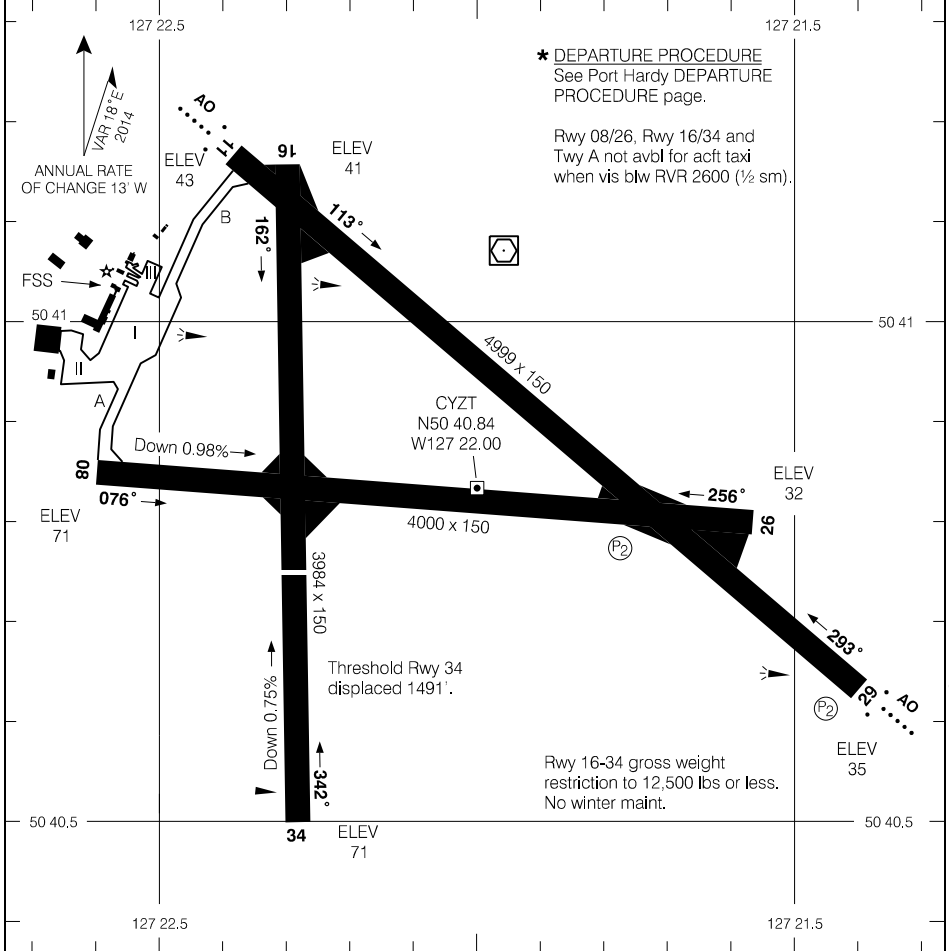 127 22.5
127 21.5
* DEPARTURE PROCEDURE
See Port Hardy DEPARTURE
PROCEDURE page.
VAR 18°E
2014
ANNUAL RATE
OF CHANGE 13' W
AO
11
ELEV
43
16
ELEV
41
Rwy 08/26, Rwy 16/34 and
Twy A not avbl for acft taxi
when vis blw RVR 2600 (½ sm).
B
162°
113°
FSS
III
50 41
50 41
I
II
4999 x 150
A
CYZT
N50 40.84
W127 22.00
Down 0.98%
08
076°
ELEV
71
4000 x 150
256°
ELEV
32
26
P2
3984 x 150
Threshold Rwy 34
displaced 1491'.
Down 0.75%
293°
29
AO
P2
ELEV
35
342°
Rwy 16-34 gross weight
restriction to 12,500 lbs or less.
No winter maint.
50 40.5
50 40.5
34
ELEV
71
127 22.5
127 21.5